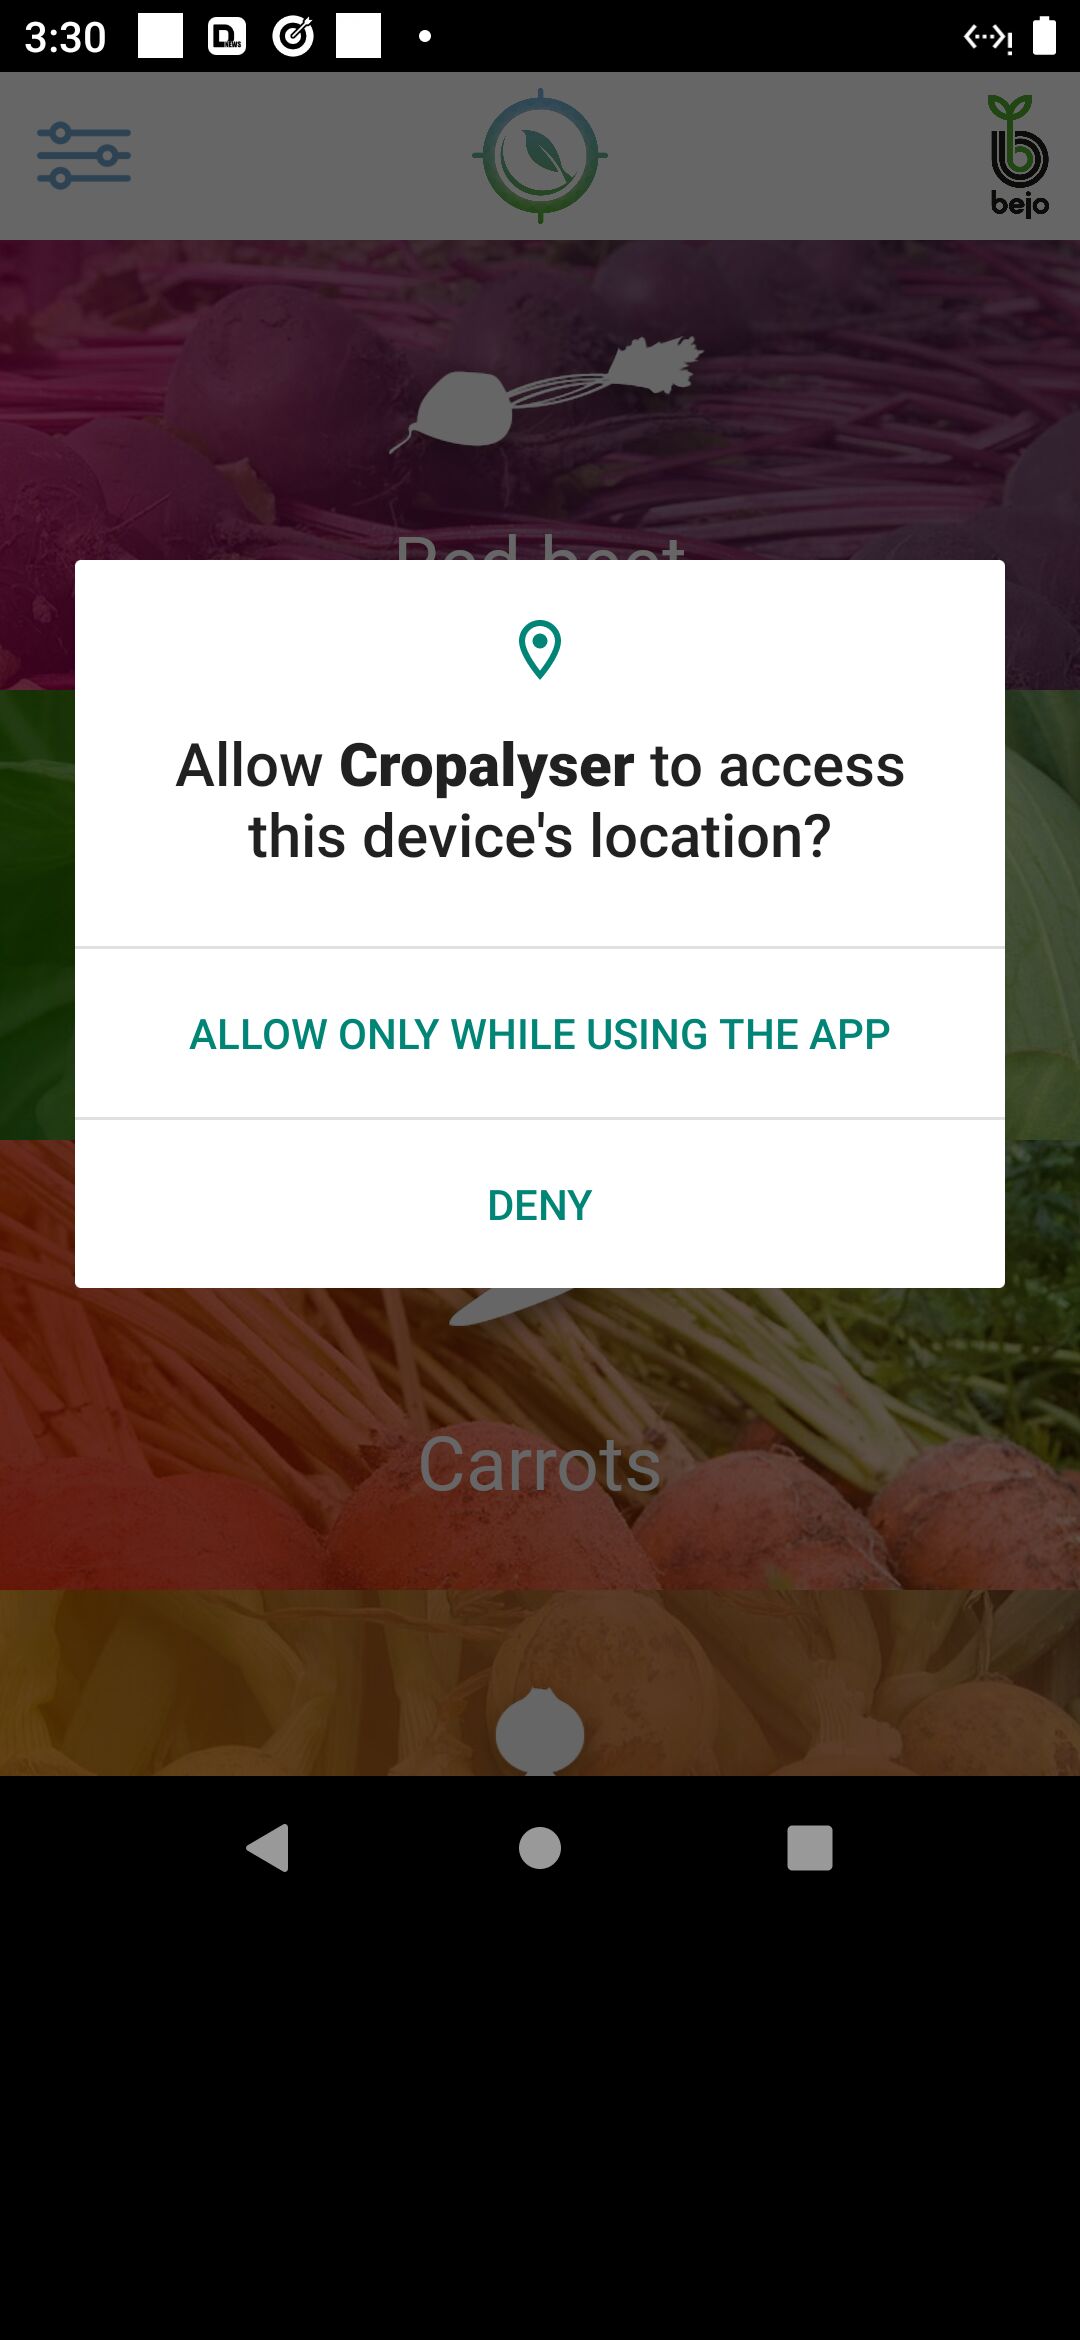 3:30
D NEWS
bejo
Red beet
Allow Cropalyser to access
this device's location?
ALLOW ONLY WHILE USING THE APP
DENY
Carrots